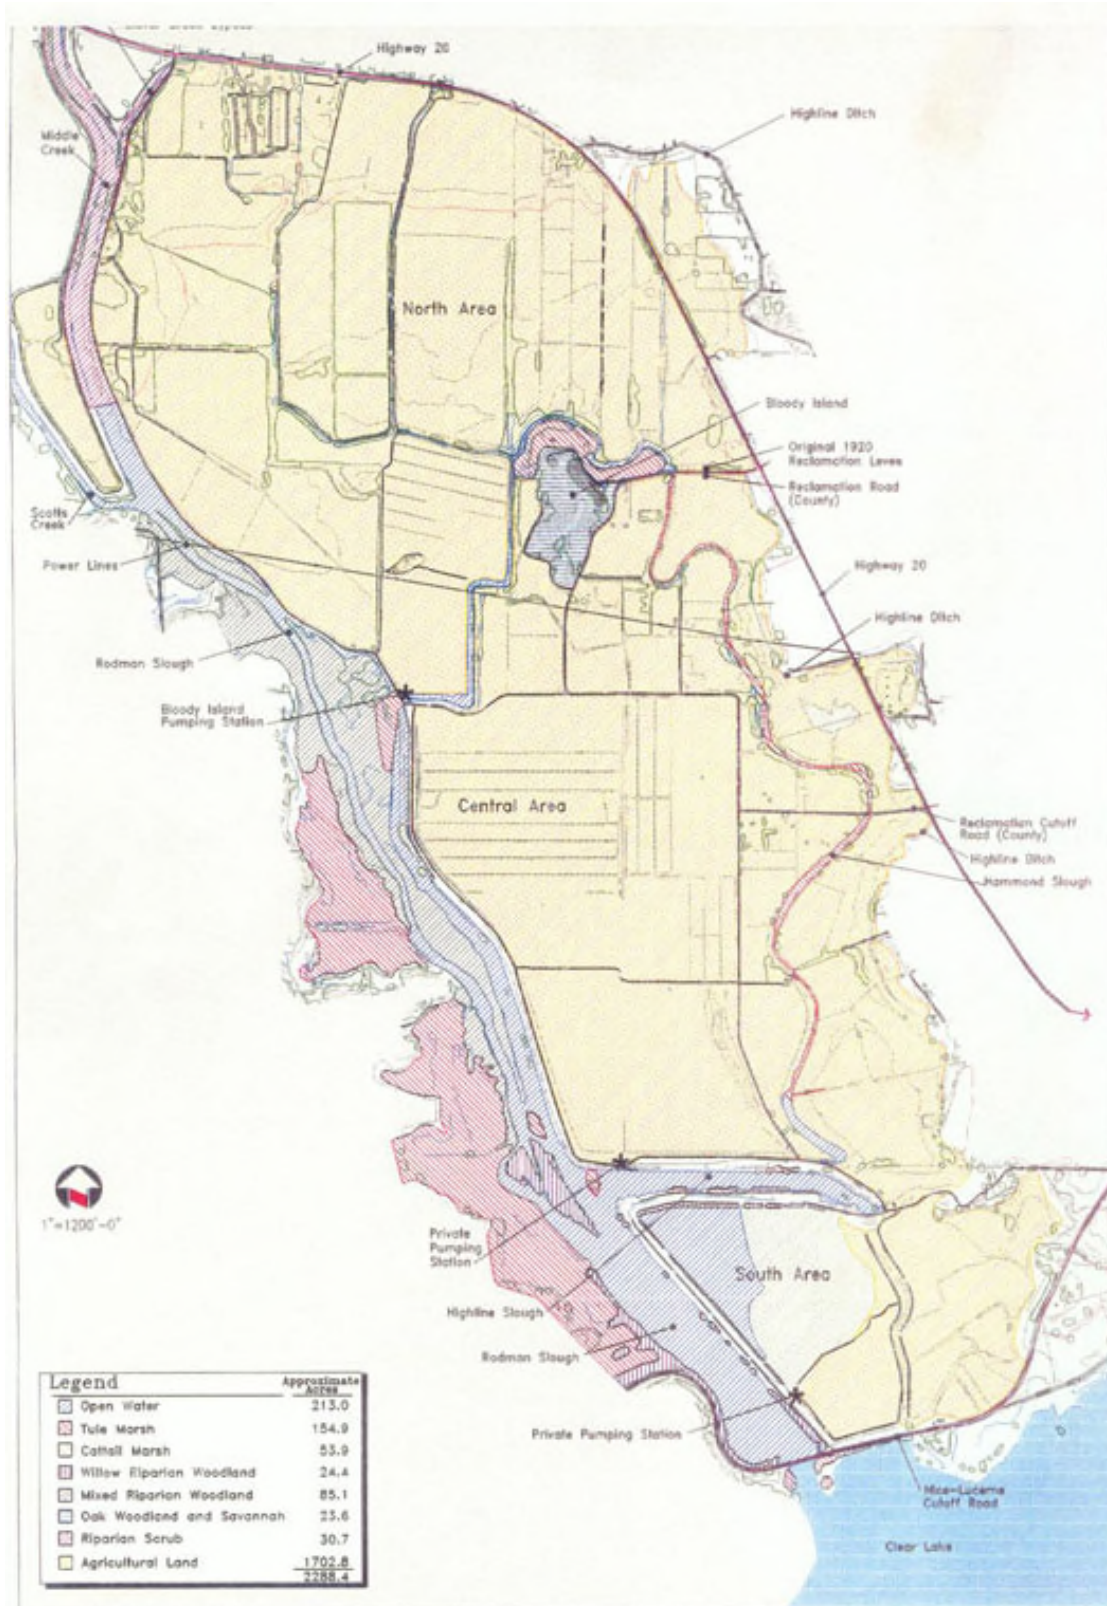 Highway 20
Highline Ditch
Middle
Creek
North Area
Bloody Island
Original 1920
Reclamation Levee
Reclamation Road
(County)
Scotts
Creek
Power Lines
Highway 20
Highline Ditch
Rodman Slough
Bloody Island
Pumping Station
Central Area
Reclamation Cutoff
Road (County)
Highline Ditch
Hammond Slough
1"=1200'-0"
Private
Pumping
Station
South Area
Highline Slough
Rodman Slough
Private Pumping Station
Nice-Lucerne
Cutoff Road
Clear Lake
Legend Approximate
Acres
Open Water 213.0
Tule Marsh 154.9
Cattail Marsh 53.9
Willow Riparian Woodland 24.4
Mixed Riparian Woodland 85.1
Oak Woodland and Savannah 23.6
Riparian Scrub 30.7
Agricultural Land 1702.8
2288.4